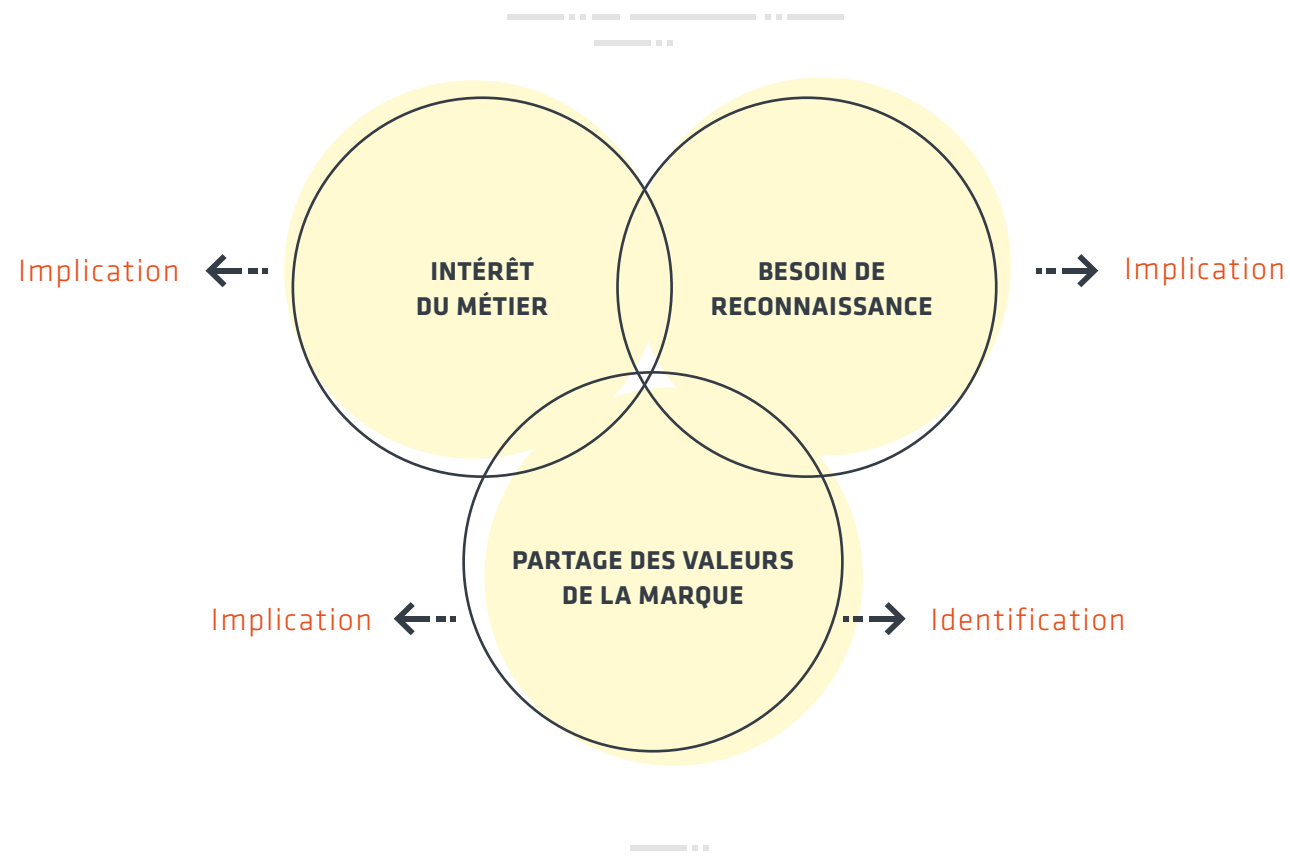 INTÉRÊT
DU MÉTIER
BESOIN DE
RECONNAISSANCE
Implication
Implication
PARTAGE DES VALEURS
DE LA MARQUE
Implication
Identification